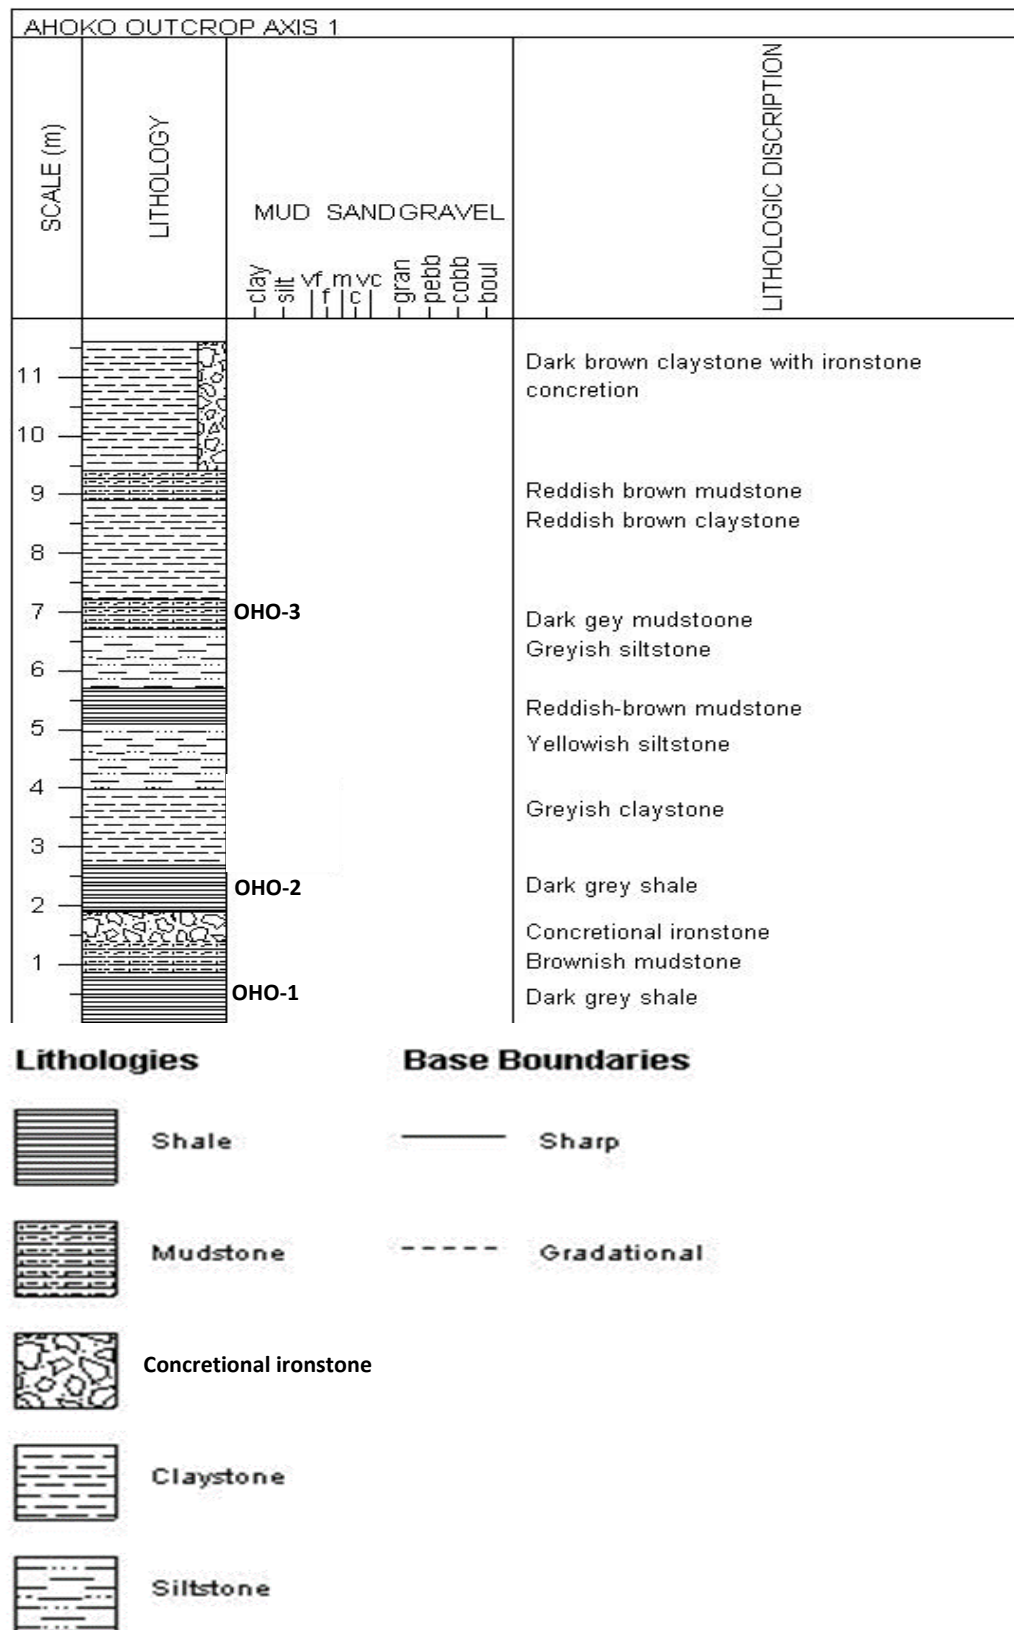 AHOKO OUTCROP AXIS 1
SCALE (m)
LITHOLOGY
MUD SAND GRAVEL
clay silt vf f m c vc gran pebb cobb boul
LITHOLOGIC DISCRIPTION
11
Dark brown claystone with ironstone
concretion
10
9
Reddish brown mudstone
Reddish brown claystone
8
7
OHO-3
Dark gey mudstoone
Greyish siltstone
6
Reddish-brown mudstone
5
Yellowish siltstone
4
Greyish claystone
3
OHO-2
Dark grey shale
2
Concretional ironstone
1
Brownish mudstone
OHO-1
Dark grey shale
Lithologies
Base Boundaries
Shale
Sharp
Mudstone
Gradational
Concretional ironstone
Claystone
Siltstone